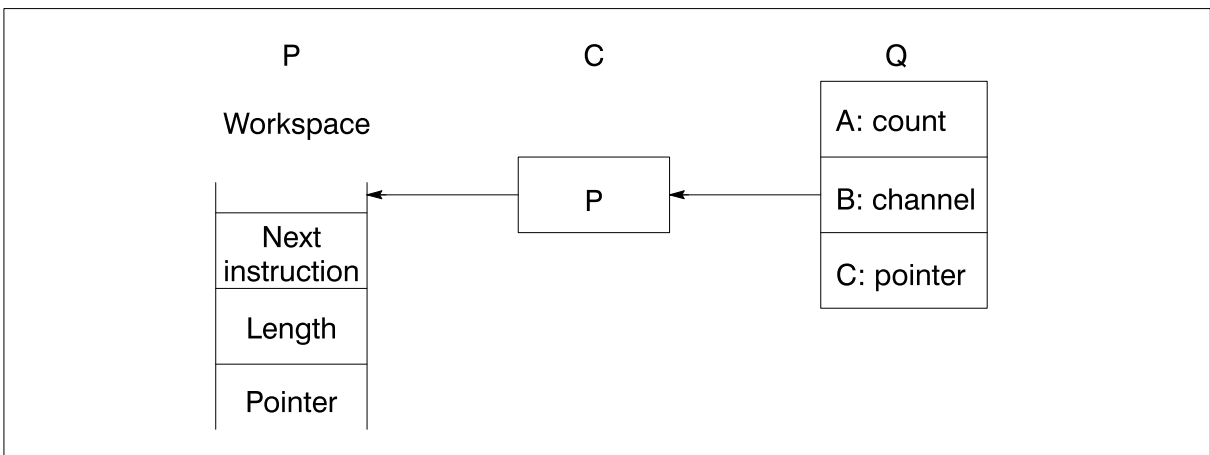 P C Q
Workspace
A: count
P
B: channel
Next
instruction
C: pointer
Length
Pointer